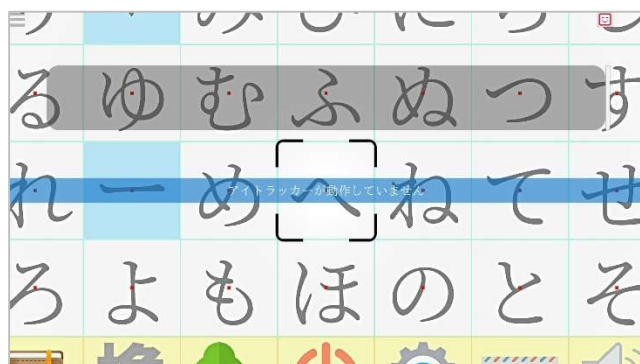 る ゆ む ふ ぬ つ す
れ ー め へ ね て せ
アイトラッカーが動作していません
ろ よ も ほ の と そ